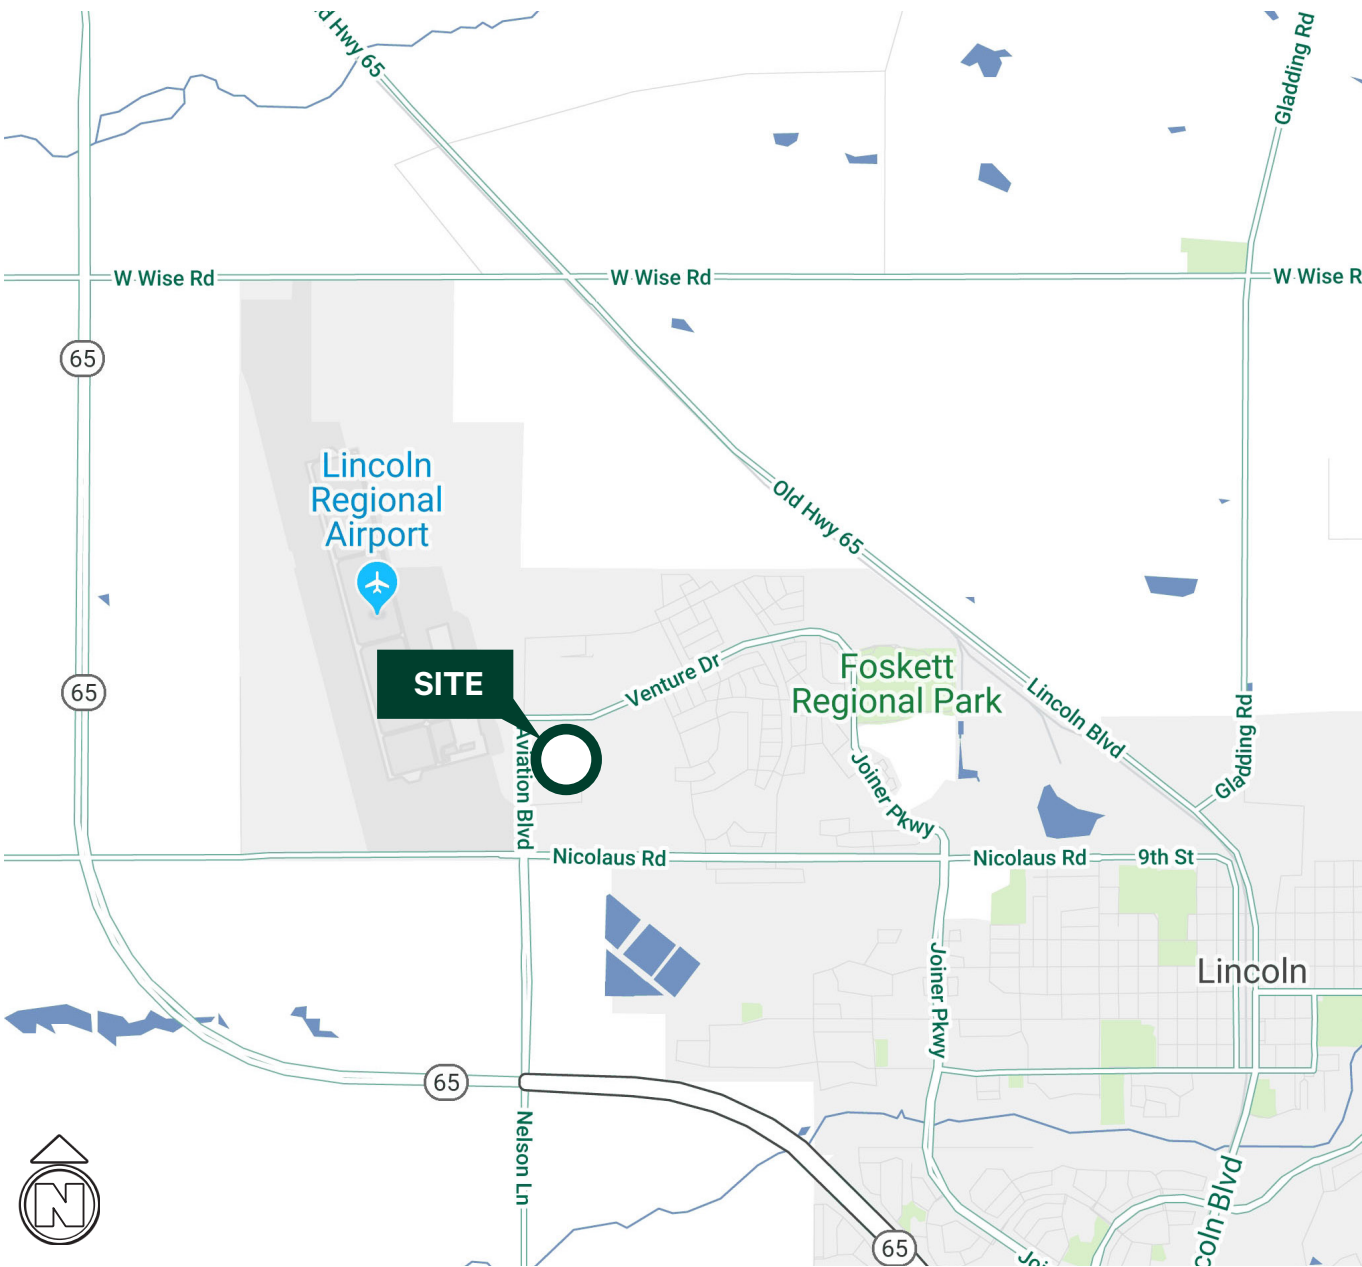 d Hwy 65
Gladding Rd
W Wise Rd
W Wise Rd
W Wise R
65
Lincoln
Regional
Airport
Old Hwy 65
65
SITE
Venture Dr
Foskett
Regional Park
Lincoln Blvd
Gladding Rd
Aviation Blvd
Joiner Pkwy
Nicolaus Rd
Nicolaus Rd
9th St
Joiner Pkwy
Lincoln
65
Nelson Ln
N
coln Blvd
65
Joi